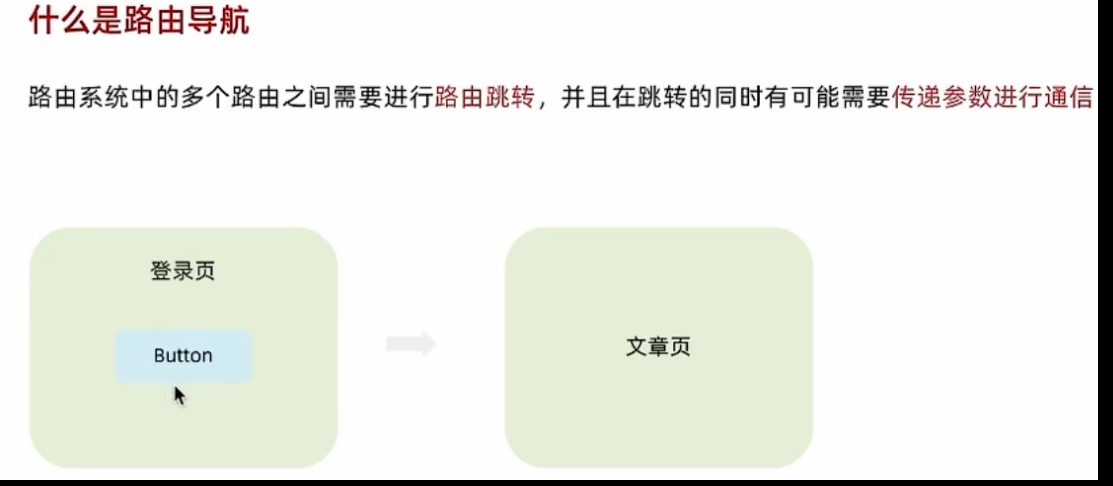 什么是路由导航
路由系统中的多个路由之间需要进行路由跳转，并且在跳转的同时有可能需要传递参数进行通信
登录页
Button
文章页